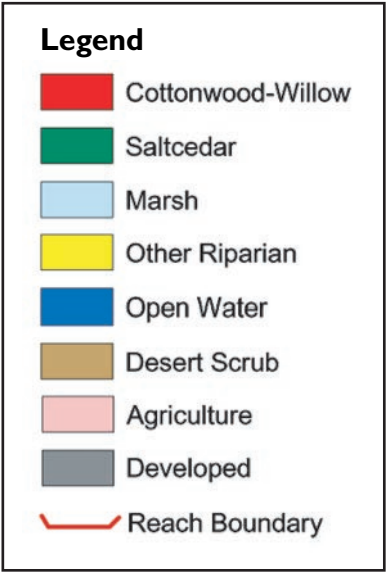 Legend
Cottonwood-Willow
Saltcedar
Marsh
Other Riparian
Open Water
Desert Scrub
Agriculture
Developed
Reach Boundary